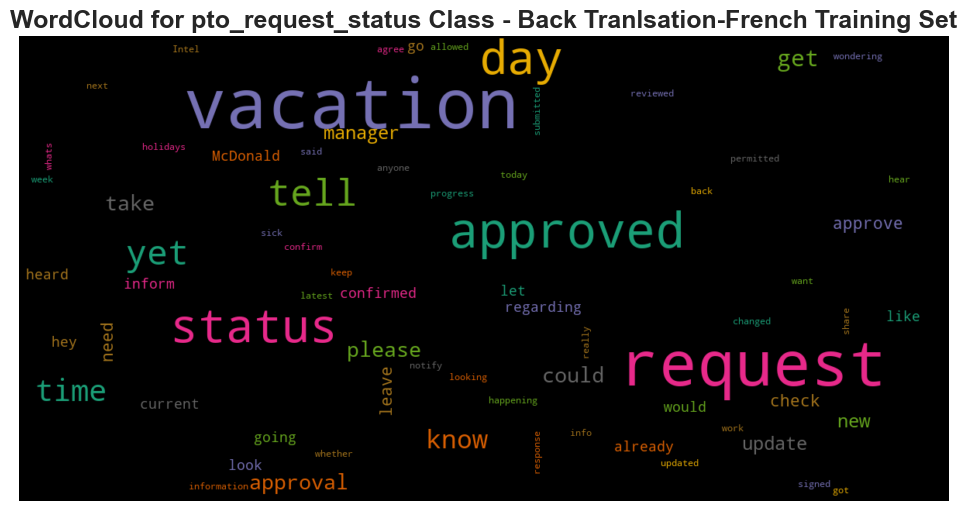 WordCloud for pto_request_status Class - Back Tranlsation-French Training Set
Intel
agree
go
allowed
day
get
wondering
next
vacation
submitted
reviewed
manager
whats
holidays
McDonald
said
anyone
permitted
week
tell
progress
today
back
hear
take
approved
approve
yet
sick
confirm
heard
inform
keep
latest
confirmed
let
regarding
want
status
changed
share
like
hey
need
please
really
request
notify
looking
could
time
current
leave
happening
would
check
new
going
know
response
info
work
already
update
look
whether
updated
information
approval
signed
got